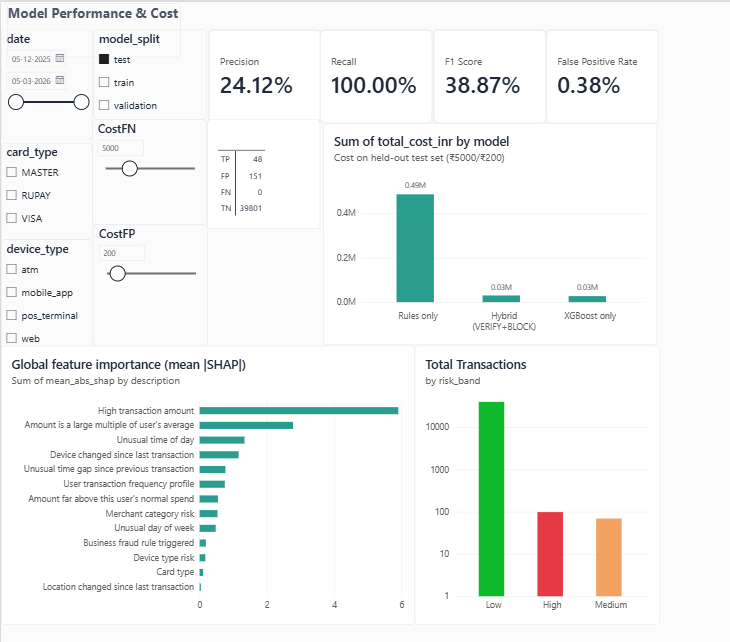 Model Performance & Cost
date
05-12-2025
05-03-2026
model_split
test
train
validation
Precision
24.12%
Recall
100.00%
F1 Score
38.87%
False Positive Rate
0.38%
card_type
MASTER
RUPAY
VISA
CostFN
5000
TP 48
FP 151
FN 0
TN 39801
CostFP
200
device_type
atm
mobile_app
pos_terminal
web
Sum of total_cost_inr by model
Cost on held-out test set (₹5000/₹200)
0.4M
0.2M
0.0M
0.49M
0.03M
0.03M
Rules only
Hybrid
(VERIFY+BLOCK)
XGBoost only
Global feature importance (mean |SHAP|)
Sum of mean_abs_shap by description
High transaction amount
Amount is a large multiple of user's average
Unusual time of day
Device changed since last transaction
Unusual time gap since previous transaction
User transaction frequency profile
Amount far above this user's normal spend
Merchant category risk
Unusual day of week
Business fraud rule triggered
Device type risk
Card type
Location changed since last transaction
0 2 4 6
Total Transactions
by risk_band
10000
1000
100
10
1
Low High Medium